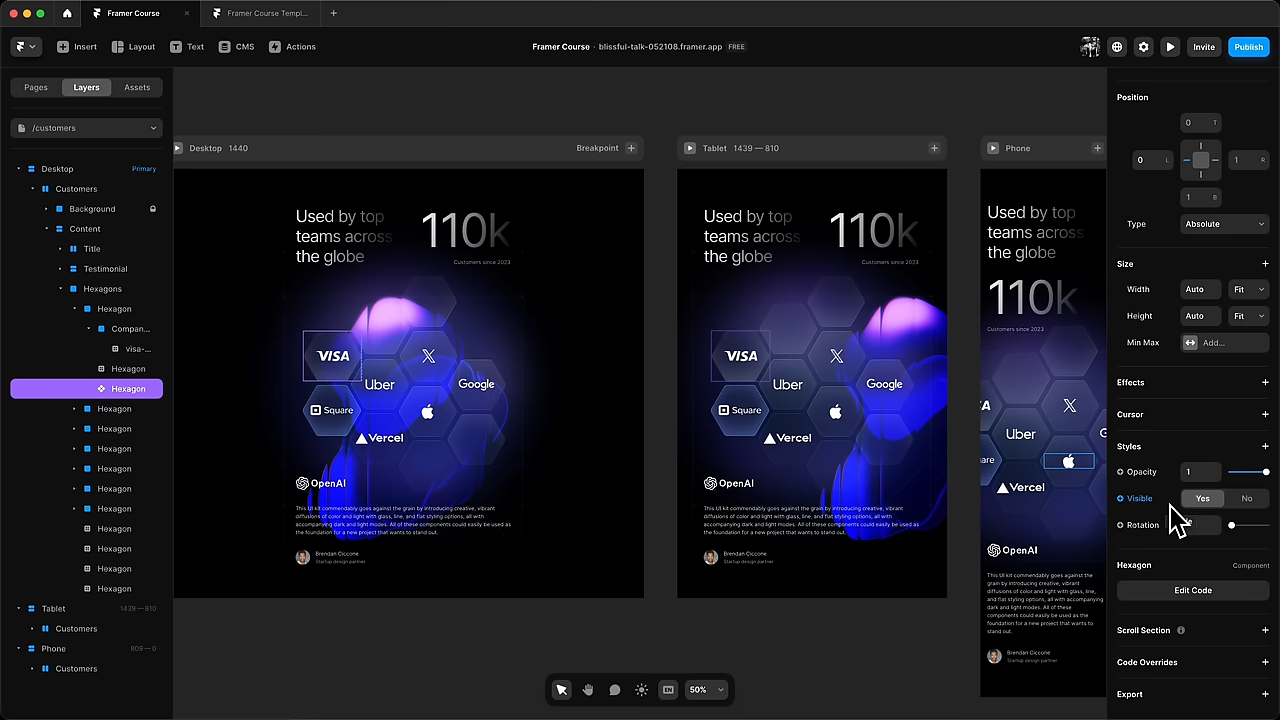 Framer Course
Framer Course Templ...
Insert
Layout
Text
CMS
Actions
Framer Course · blissful-talk-052108.framer.app FREE
Invite
Publish
Pages
Layers
Assets
/customers
Desktop
Primary
Customers
Background
Content
Title
Testimonial
Hexagons
Hexagon
Compan...
visa-...
Hexagon
Hexagon
Hexagon
Hexagon
Hexagon
Hexagon
Hexagon
Hexagon
Hexagon
Hexagon
Hexagon
Hexagon
Tablet
1439 — 810
Customers
Phone
809 — 0
Customers
Desktop 1440
Breakpoint
Used by top
teams across
the globe
110k
Customers since 2023
VISA
X
Uber
Google
Square
Vercel
OpenAI
This UI kit commendably goes against the grain by introducing creative, vibrant
diffusions of color and light with glass, line, and flat styling options, all with
accompanying dark and light modes. All of these components could easily be used as
the foundation for a new project that wants to stand out.
Brendan Ciccone
Startup design partner
Tablet 1439 — 810
Used by top
teams across
the globe
110k
Customers since 2023
VISA
X
Uber
Google
Square
Vercel
OpenAI
This UI kit commendably goes against the grain by introducing creative, vibrant
diffusions of color and light with glass, line, and flat styling options, all with
accompanying dark and light modes. All of these components could easily be used as
the foundation for a new project that wants to stand out.
Brendan Ciccone
Startup design partner
Phone
Used by top
teams across
the globe
110k
Customers since 2023
SA
X
Uber
G
are
Vercel
OpenAI
This UI kit commendably goes against the
grain by introducing creative, vibrant
diffusions of color and light with glass, line,
and flat styling options, all with accompanying
dark and light modes. All of these
components could easily be used as the
foundation for a new project that wants to
stand out.
Brendan Ciccone
Startup design partner
EN
50%
Position
0 T
0 L
1 R
1 B
Type
Absolute
Size
Width
Auto
Fit
Height
Auto
Fit
Min Max
Add...
Effects
Cursor
Styles
Opacity
1
Visible
Yes
No
Rotation
Hexagon
Component
Edit Code
Scroll Section
Code Overrides
Export